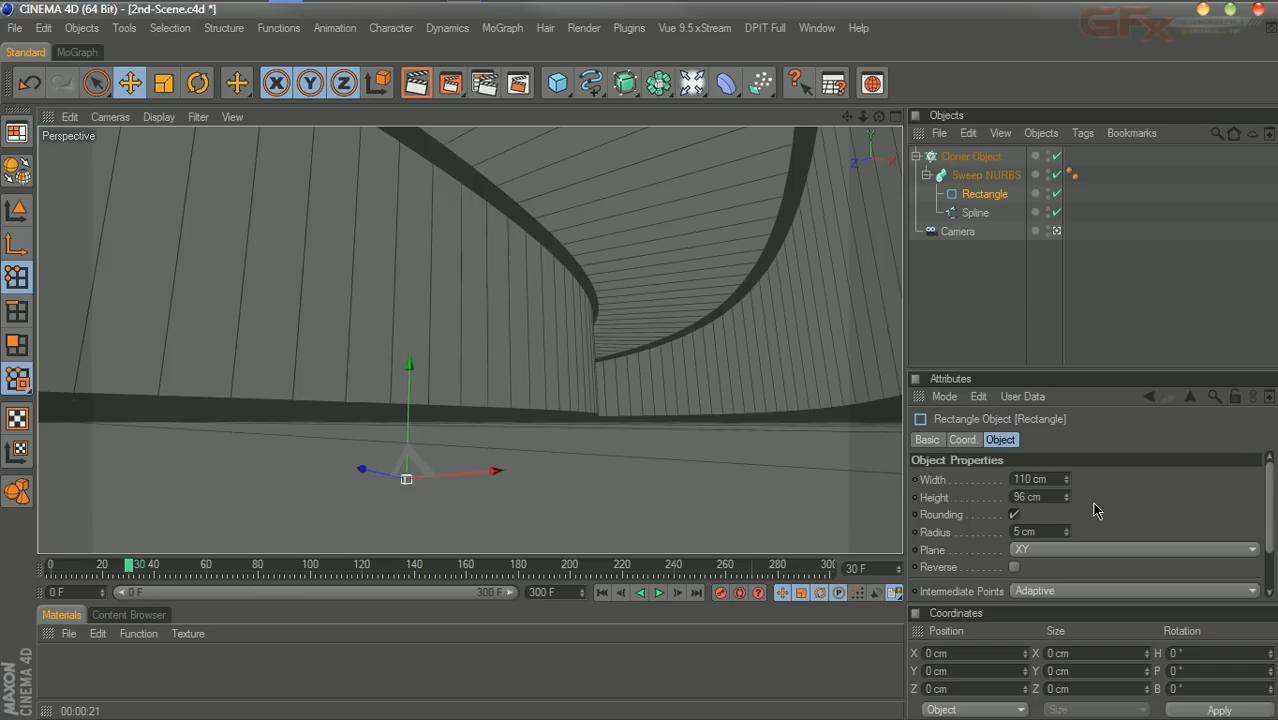 CINEMA 4D (64 Bit) - [2nd-Scene.c4d *]
GFx
File Edit Objects Tools Selection Structure Functions Animation Character Dynamics MoGraph Hair Render Plugins Vue 9.5xStream DPIT Full Window Help
Standard MoGraph
X Y Z
Edit Cameras Display Filter View
Perspective
Y
Z X
Objects
File Edit View Objects Tags Bookmarks
Cloner Object
Sweep NURBS
Rectangle
Spline
Camera
Attributes
Mode Edit User Data
Rectangle Object [Rectangle]
Basic Coord. Object
Object Properties
Width 110 cm
Height 96 cm
Rounding
Radius 5 cm
Plane XY
Reverse
Intermediate Points Adaptive
0 20 3040 60 80 100 120 140 160 180 200 220 240 260 280 30 30 F
0 F 0 F 300 F 300 F
Materials Content Browser
File Edit Function Texture
Coordinates
Position Size Rotation
X 0 cm X 0 cm H 0 °
Y 0 cm Y 0 cm P 0 °
Z 0 cm Z 0 cm B 0 °
Object Size Apply
MAXON
CINEMA 4D
00:00:21